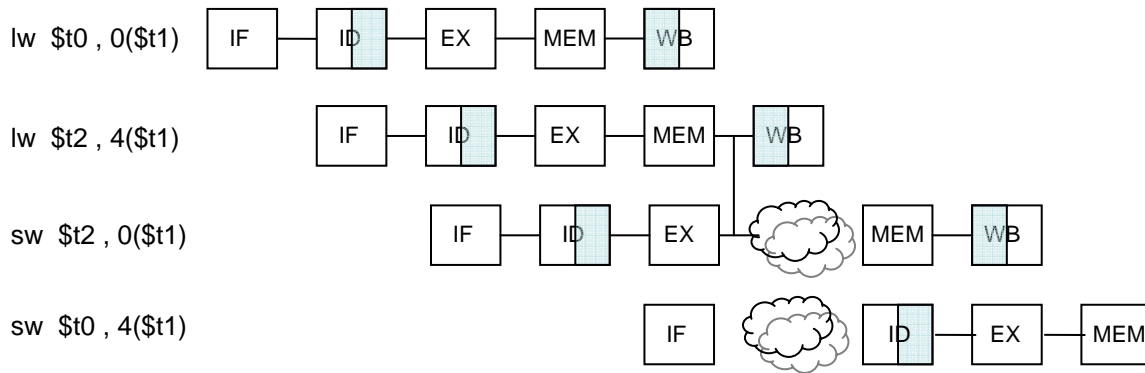 lw $t0 , 0($t1) IF ID EX MEM WB
lw $t2 , 4($t1) IF ID EX MEM WB
sw $t2 , 0($t1) IF ID EX MEM WB
sw $t0 , 4($t1) IF ID EX MEM